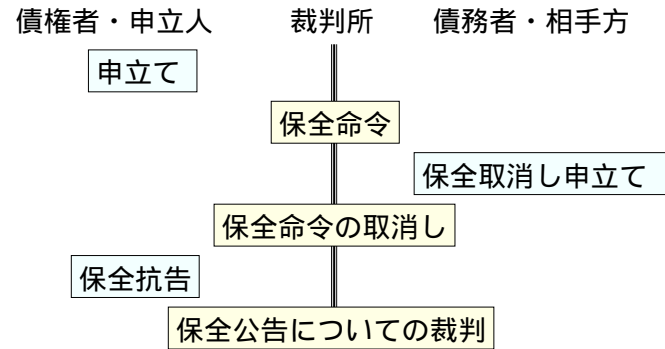 債権者・申立人 裁判所 債務者・相手方
申立て
保全命令
保全取消し申立て
保全命令の取消し
保全抗告
保全公告についての裁判